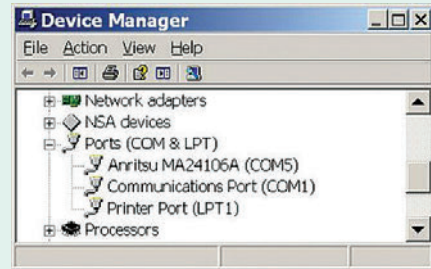 Device Manager
File Action View Help
Network adapters
NSA devices
Ports (COM & LPT)
Anritsu MA24106A (COM5)
Communications Port (COM1)
Printer Port (LPT1)
Processors